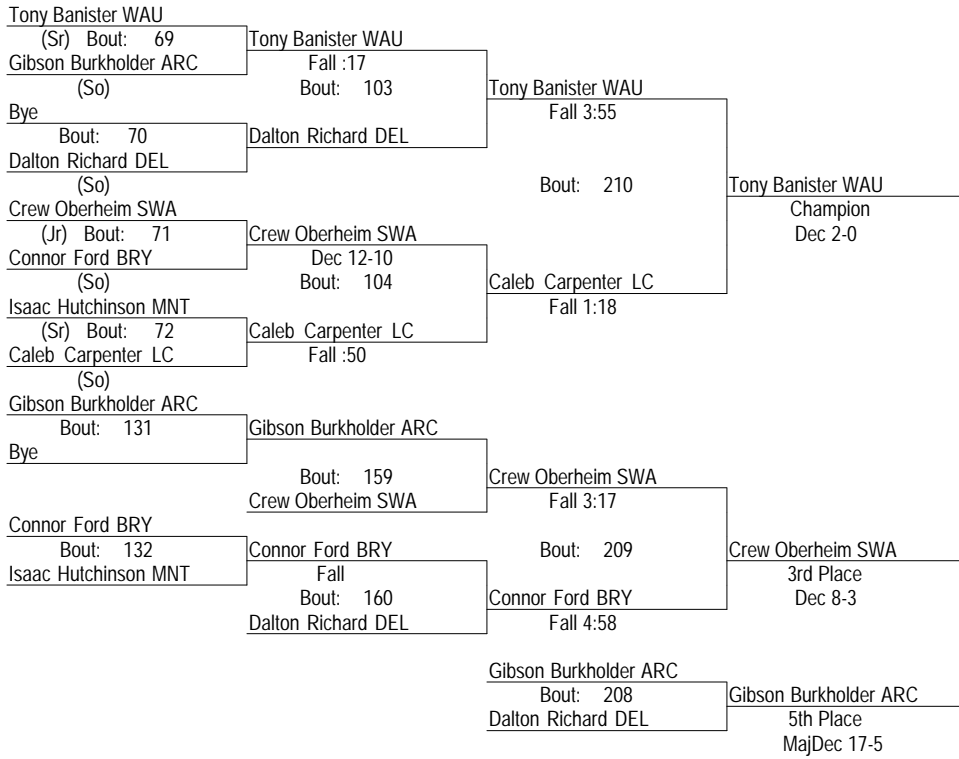 Tony Banister WAU
(Sr) Bout: 69
Gibson Burkholder ARC
(So)
Bye
Bout: 70
Dalton Richard DEL
(So)
Crew Oberheim SWA
(Jr) Bout: 71
Connor Ford BRY
(So)
Isaac Hutchinson MNT
(Sr) Bout: 72
Caleb Carpenter LC
(So)
Tony Banister WAU
Fall :17
Bout: 103
Dalton Richard DEL
Crew Oberheim SWA
Dec 12-10
Bout: 104
Caleb Carpenter LC
Fall :50
Tony Banister WAU
Fall 3:55
Bout: 210
Caleb Carpenter LC
Fall 1:18
Tony Banister WAU
Champion
Dec 2-0
Gibson Burkholder ARC
Bout: 131
Bye
Connor Ford BRY
Bout: 132
Isaac Hutchinson MNT
Gibson Burkholder ARC
Bout: 159
Crew Oberheim SWA
Connor Ford BRY
Fall
Bout: 160
Dalton Richard DEL
Crew Oberheim SWA
Fall 3:17
Bout: 209
Connor Ford BRY
Fall 4:58
Crew Oberheim SWA
3rd Place
Dec 8-3
Gibson Burkholder ARC
Bout: 208
Dalton Richard DEL
Gibson Burkholder ARC
5th Place
MajDec 17-5